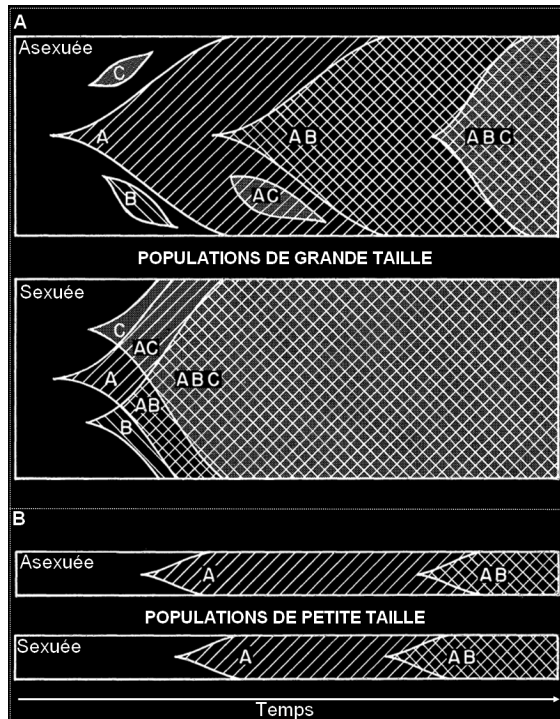 A
Asexuée
C
A
AB
ABC
B
AC
POPULATIONS DE GRANDE TAILLE
Sexuée
C
AC
A
ABC
AB
B
B
Asexuée
A
AB
POPULATIONS DE PETITE TAILLE
Sexuée
A
AB
Temps